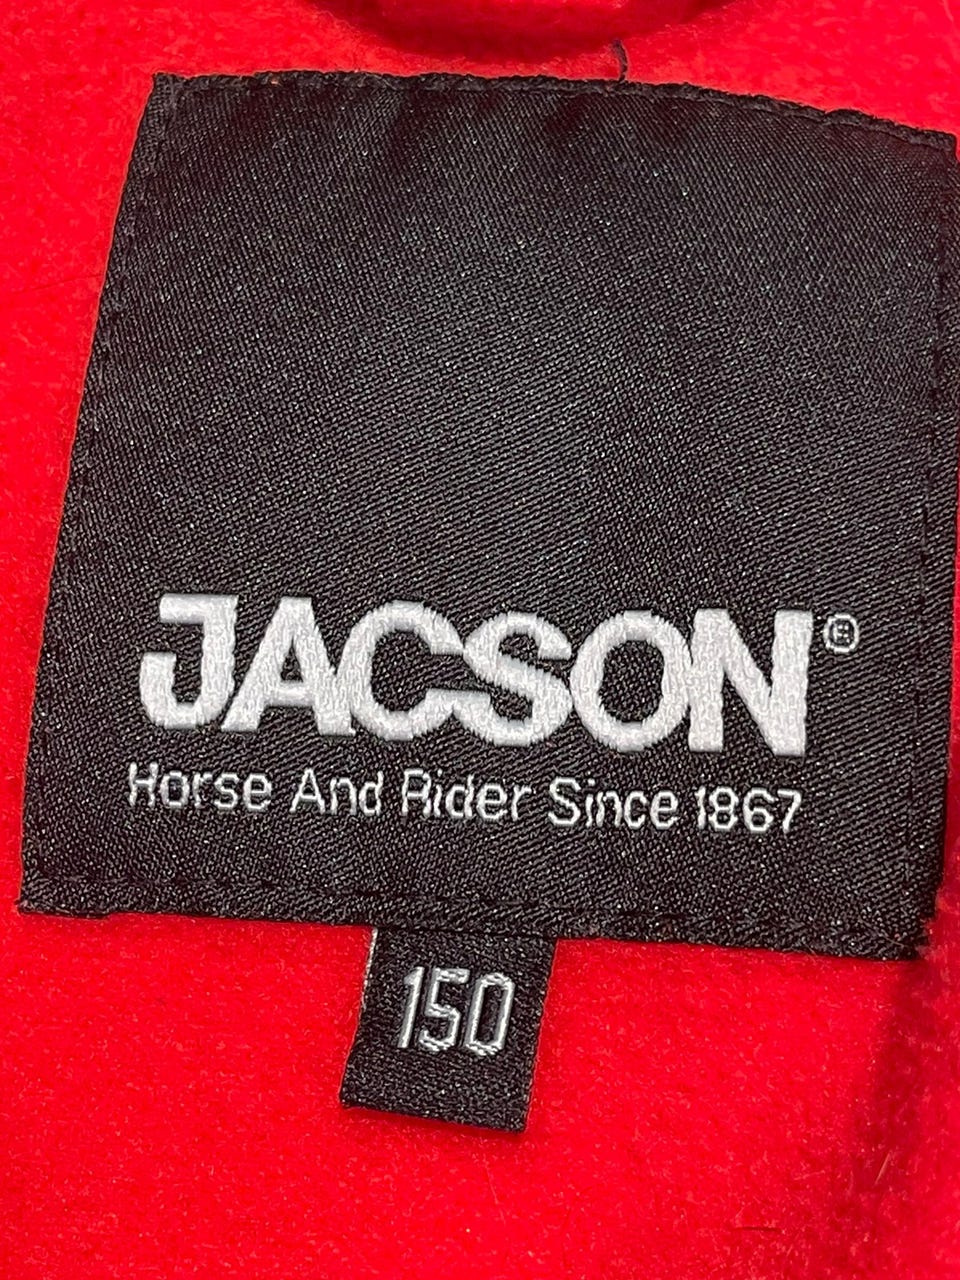 JACSON®
Horse And Rider Since 1867
150